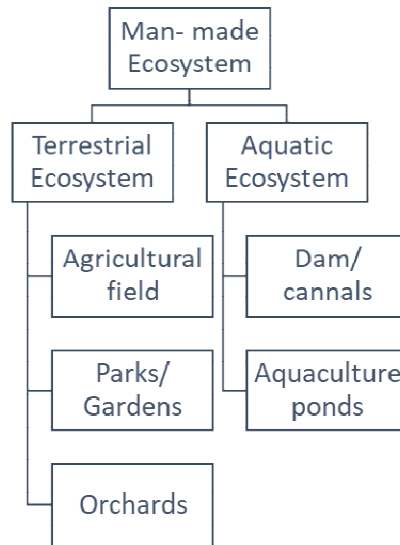 Man- made
Ecosystem
Terrestrial
Ecosystem
Aquatic
Ecosystem
Agricultural
field
Dam/
cannals
Parks/
Gardens
Aquaculture
ponds
Orchards